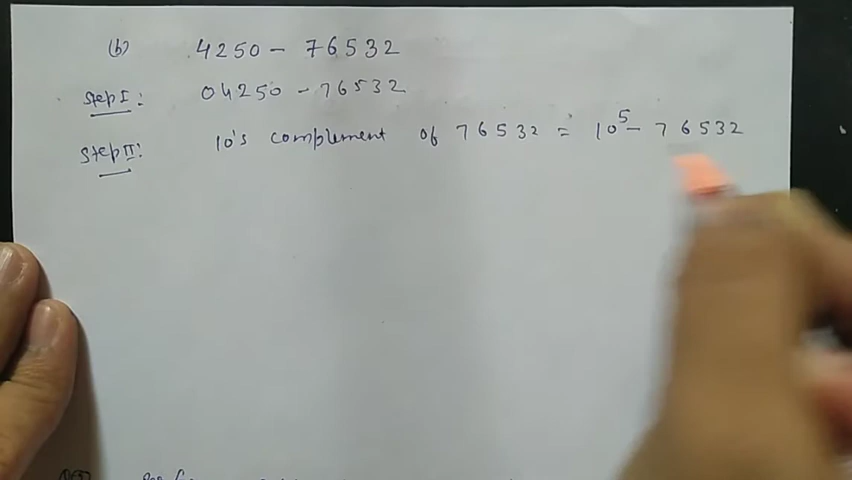 (b) 4250 - 76532
Step I: 04250 - 76532
Step II: 10's complement of 76532 = 10⁵ - 76532